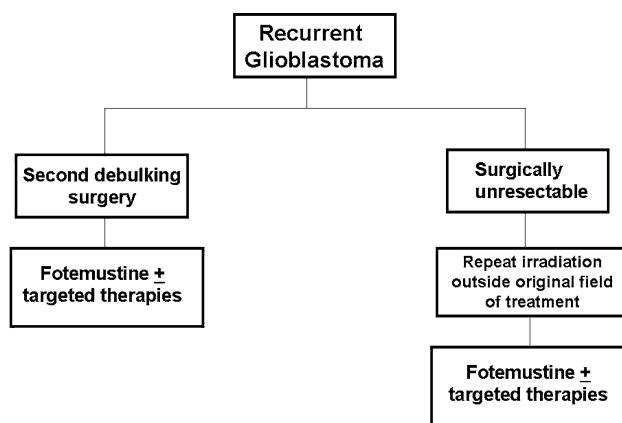 Recurrent
Glioblastoma
Second debulking
surgery
Surgically
unresectable
Fotemustine ±
targeted therapies
Repeat irradiation
outside original field
of treatment
Fotemustine ±
targeted therapies